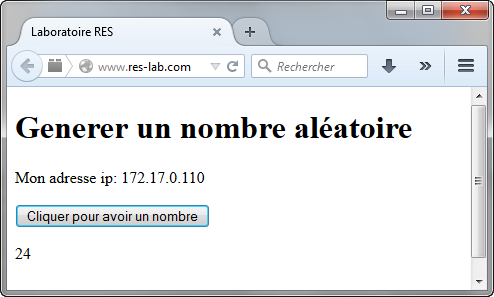 Laboratoire RES
www.res-lab.com
Rechercher
Generer un nombre aléatoire
Mon adresse ip: 172.17.0.110
Cliquer pour avoir un nombre
24